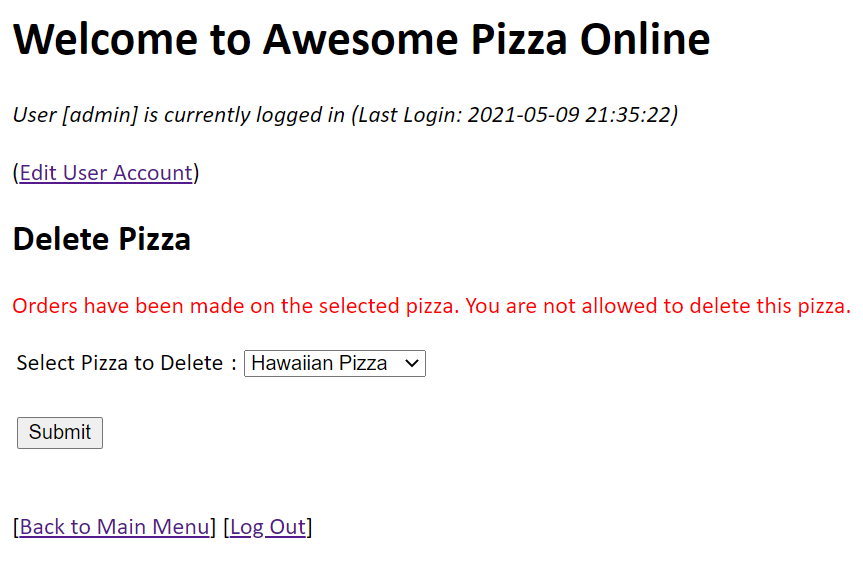 Welcome to Awesome Pizza Online
User [admin] is currently logged in (Last Login: 2021-05-09 21:35:22)
(Edit User Account)
Delete Pizza
Orders have been made on the selected pizza. You are not allowed to delete this pizza.
Select Pizza to Delete : Hawaiian Pizza
Submit
[Back to Main Menu] [Log Out]